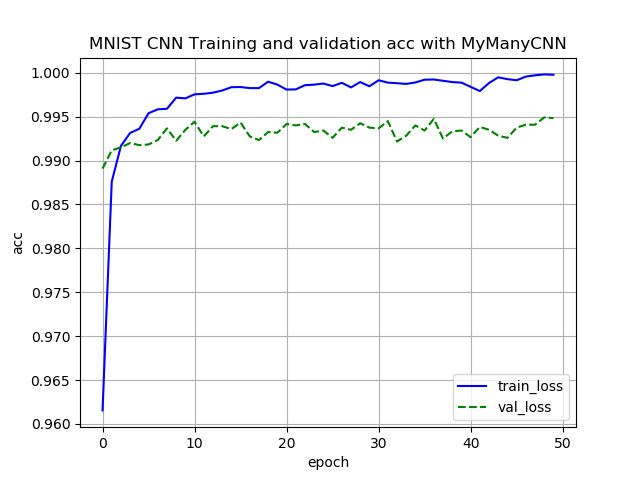 MNIST CNN Training and validation acc with MyManyCNN
1.000
0.995
0.990
0.985
0.980
0.975
0.970
0.965
0.960
acc
train_loss
val_loss
0 10 20 30 40 50
epoch